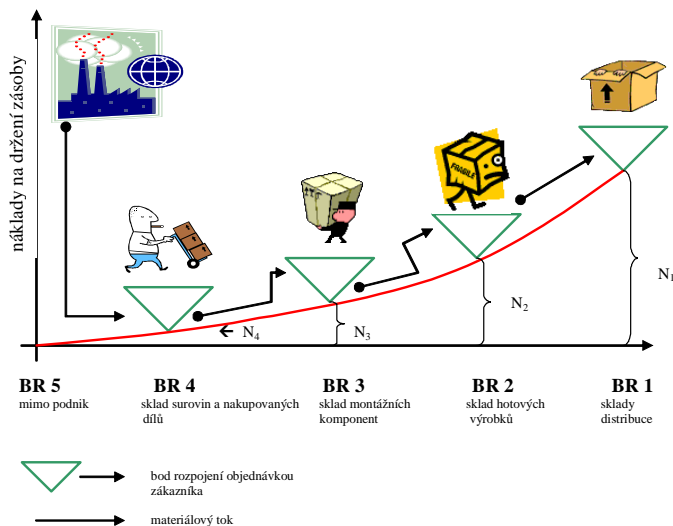 náklady na držení zásoby
FRAGILE
N1
N2
N3
N4
BR 5
mimo podnik
BR 4
sklad surovin a nakupovaných
dílů
BR 3
sklad montážních
komponent
BR 2
sklad hotových
výrobků
BR 1
sklady
distribuce
bod rozpojení objednávkou
zákazníka
materiálový tok